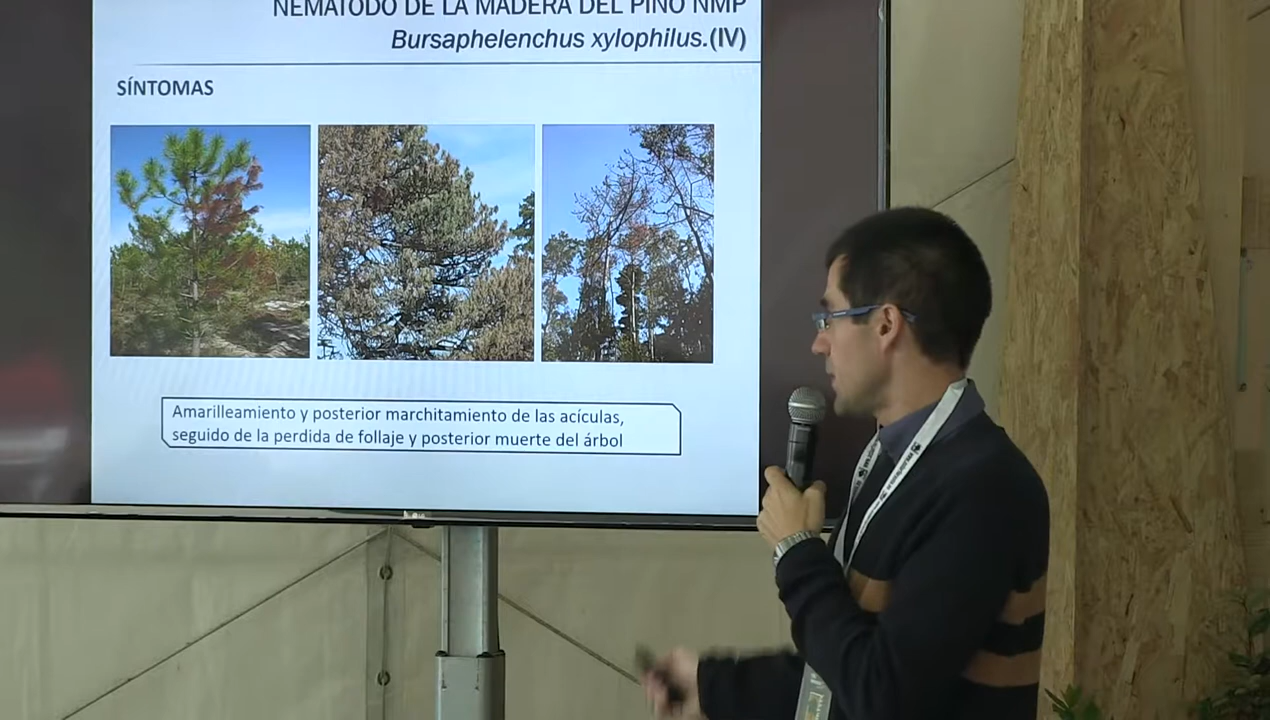 NEMATODO DE LA MADERA DEL PINO NMP
Bursaphelenchus xylophilus.(IV)
SÍNTOMAS
Amarilleamiento y posterior marchitamiento de las acículas,
seguido de la perdida de follaje y posterior muerte del árbol
LG